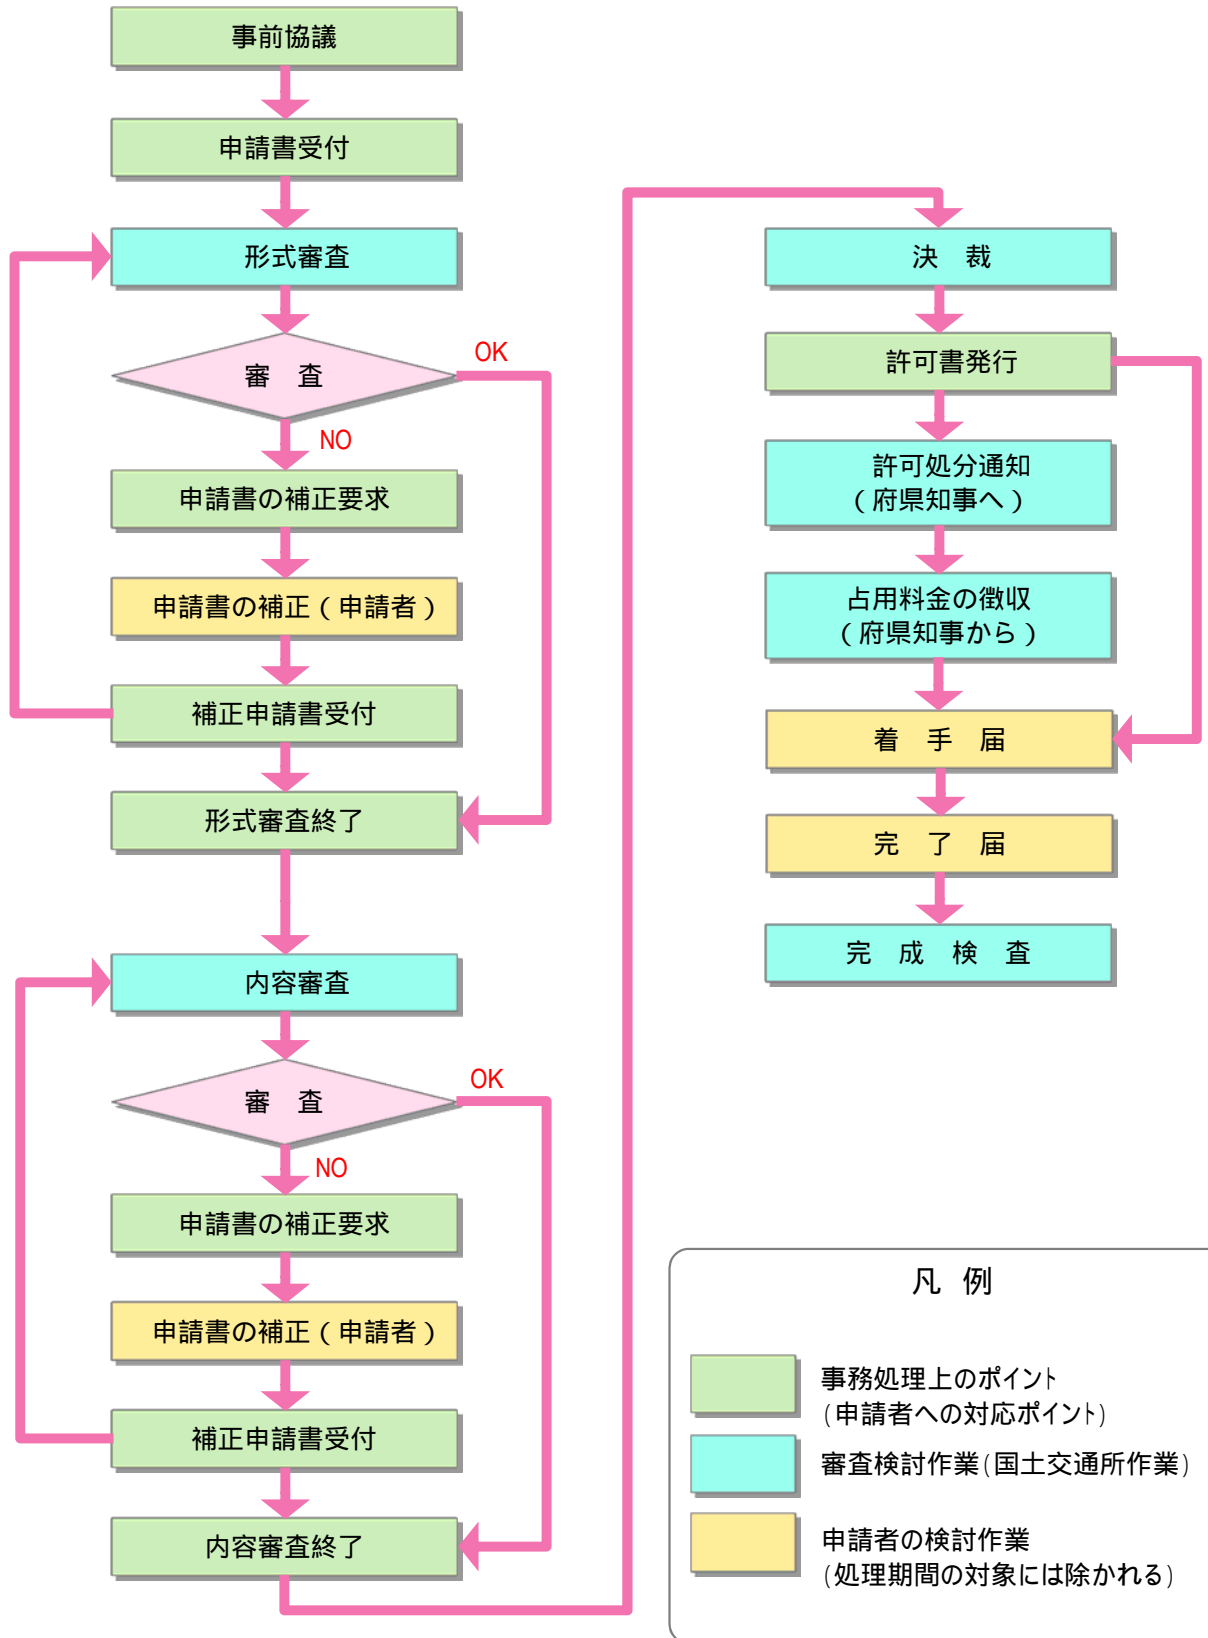 事前協議
申請書受付
形式審査
審　査
OK
NO
申請書の補正要求
申請書の補正（申請者）
補正申請書受付
形式審査終了
内容審査
審　査
OK
NO
申請書の補正要求
申請書の補正（申請者）
補正申請書受付
内容審査終了
決　裁
許可書発行
許可処分通知
（府県知事へ）
占用料金の徴収
（府県知事から）
着　手　届
完　了　届
完　成　検　査
凡 例
事務処理上のポイント
(申請者への対応ポイント)
審査検討作業(国土交通所作業)
申請者の検討作業
(処理期間の対象には除かれる)